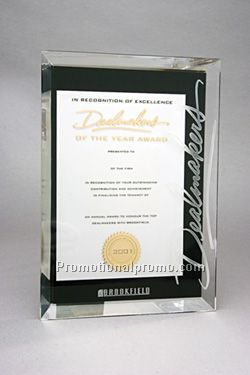 IN RECOGNITION OF EXCELLENCE
Dealmakers
OF THE YEAR AWARD
PRESENTED TO
OF THE FIRM
IN RECOGNITION OF YOUR OUTSTANDING
CONTRIBUTION AND ACHIEVEMENT
IN FINALIZING THE TENANCY AT
AN ANNUAL AWARD TO HONOUR THE TOP
DEALMAKERS WITH BROOKFIELD
2001
Dealmakers
BROOKFIELD
Promotionalpromo.com